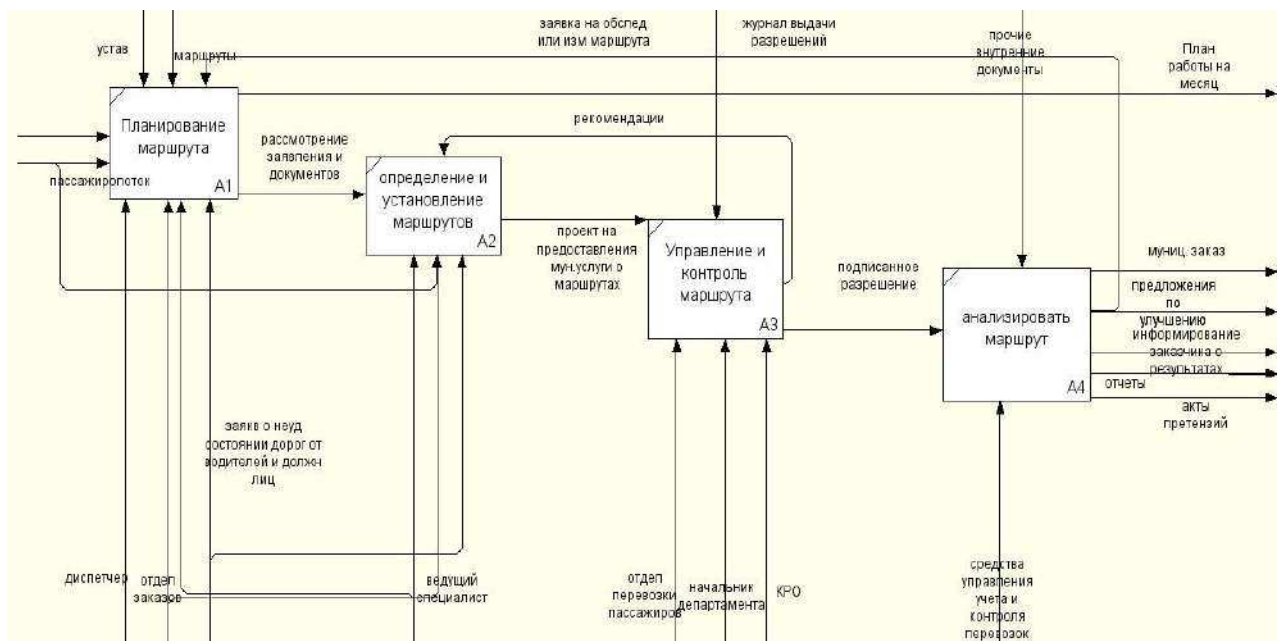 устав
маршруты
заявка на обслед
или изм маршрута
журнал выдачи
разрешений
прочие
внутренние
документы
План
работы на
месяц
Планирование
маршрута
A1
пассажиропоток
рассмотрение
заявления и
документов
рекомендации
определение и
установление
маршрутов
A2
проект на
предоставления
мун.услуги о
маршрутах
Управление и
контроль
маршрута
A3
подписанное
разрешение
анализировать
маршрут
A4
муниц. заказ
предложения
по
улучшению
информирование
заказчика о
результатах
отчеты
акты
претензий
заявв о неуд
состоянии дорог от
водителей и должн
лиц
диспетчер
отдел
заказов
ведущий
специалист
отдел
перевозки
пассажиров
начальник
департамента
КРО
средства
управления
учета и
контроля
перевозок